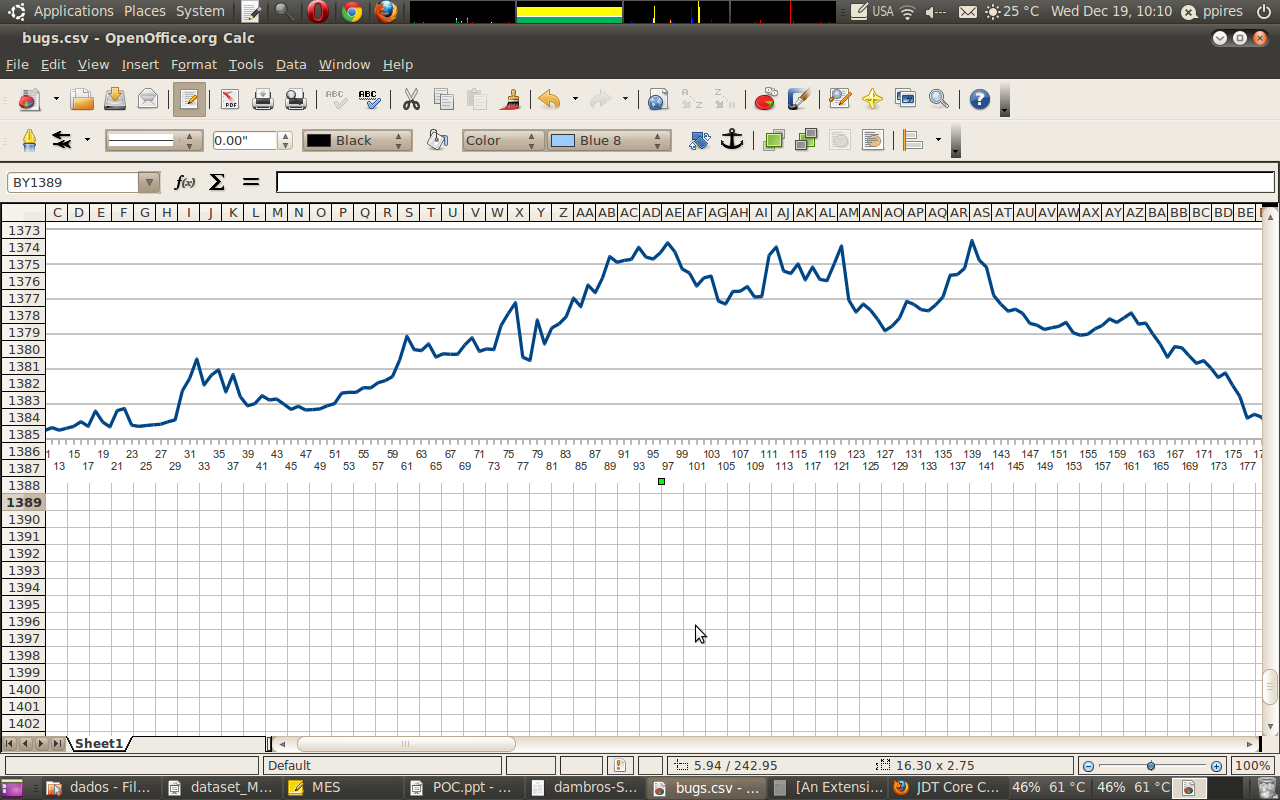 Applications Places System USA 25 °C Wed Dec 19, 10:10 ppires
bugs.csv - OpenOffice.org Calc
File Edit View Insert Format Tools Data Window Help
0.00" Black Color Blue 8
BY1389 f(x) Σ =
C D E F G H I J K L M N O P Q R S T U V W X Y Z AA AB AC AD AE AF AG AH AI AJ AK AL AM AN AO AP AQ AR AS AT AU AV AW AX AY AZ BA BB BC BD BE
1373
1374
1375
1376
1377
1378
1379
1380
1381
1382
1383
1384
1385
1386 15 19 23 27 31 35 39 43 47 51 55 59 63 67 71 75 79 83 87 91 95 99 103 107 111 115 119 123 127 131 135 139 143 147 151 155 159 163 167 171 175
1387 13 17 21 25 29 33 37 41 45 49 53 57 61 65 69 73 77 81 85 89 93 97 101 105 109 113 117 121 125 129 133 137 141 145 149 153 157 161 165 169 173 177
1388
1389
1390
1391
1392
1393
1394
1395
1396
1397
1398
1399
1400
1401
1402
Sheet1
Default 5.94 / 242.95 16.30 x 2.75 100%
dados - Fil... dataset_M... MES POC.ppt - ... dambros-S... bugs.csv - ... [An Extensi... JDT Core C... 46% 61 °C 46% 61 °C